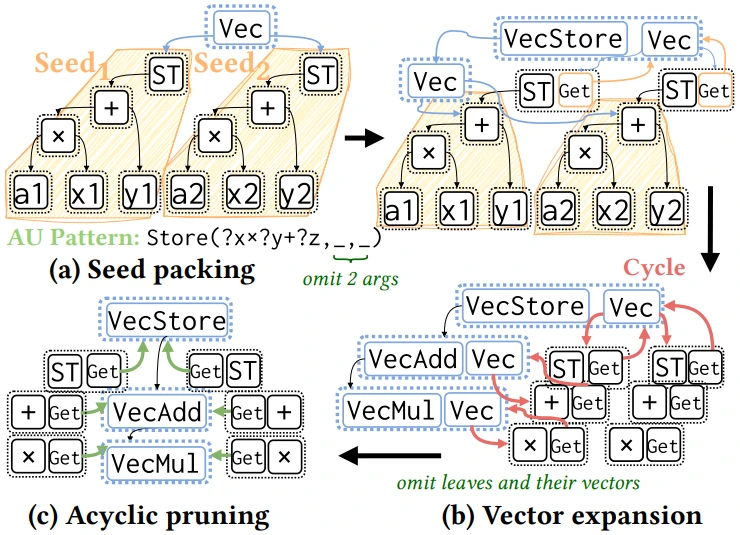 Vec
Seed1 Seed2
ST ST
+ +
× ×
a1 x1 y1 a2 x2 y2
AU Pattern: Store(?x×?y+?z,_,_)
omit 2 args
(a) Seed packing
VecStore Vec
Vec
ST Get ST Get
+ +
× ×
a1 x1 y1 a2 x2 y2
Cycle
VecStore Vec
VecAdd Vec
ST Get ST Get
VecMul Vec
+ Get + Get
× Get × Get
omit leaves and their vectors
(b) Vector expansion
VecStore
ST Get Get ST
+ Get VecAdd Get +
× Get VecMul Get ×
(c) Acyclic pruning